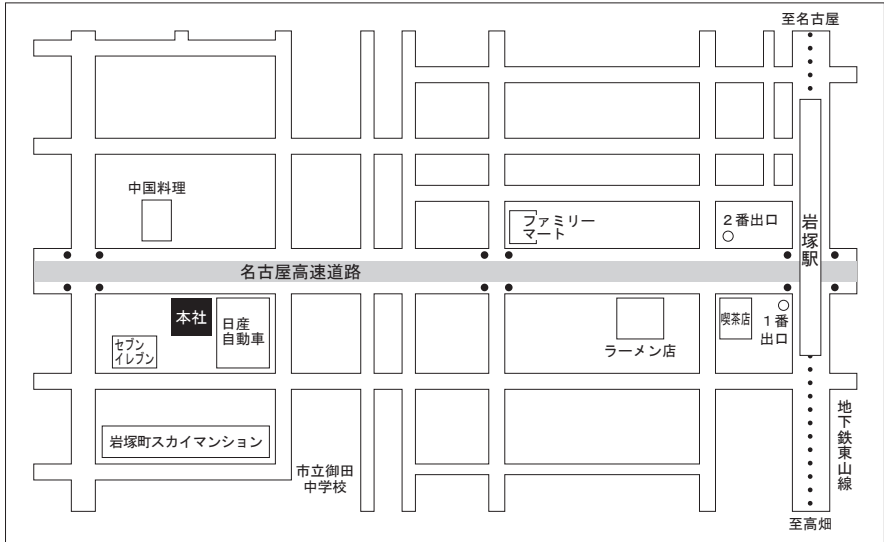 至名古屋
中国料理
ファミリー
マート
２番出口
岩塚駅
名古屋高速道路
本社
日産
自動車
セブン
イレブン
ラーメン店
喫茶店
１番
出口
岩塚町スカイマンション
市立御田
中学校
地下鉄東山線
至高畑